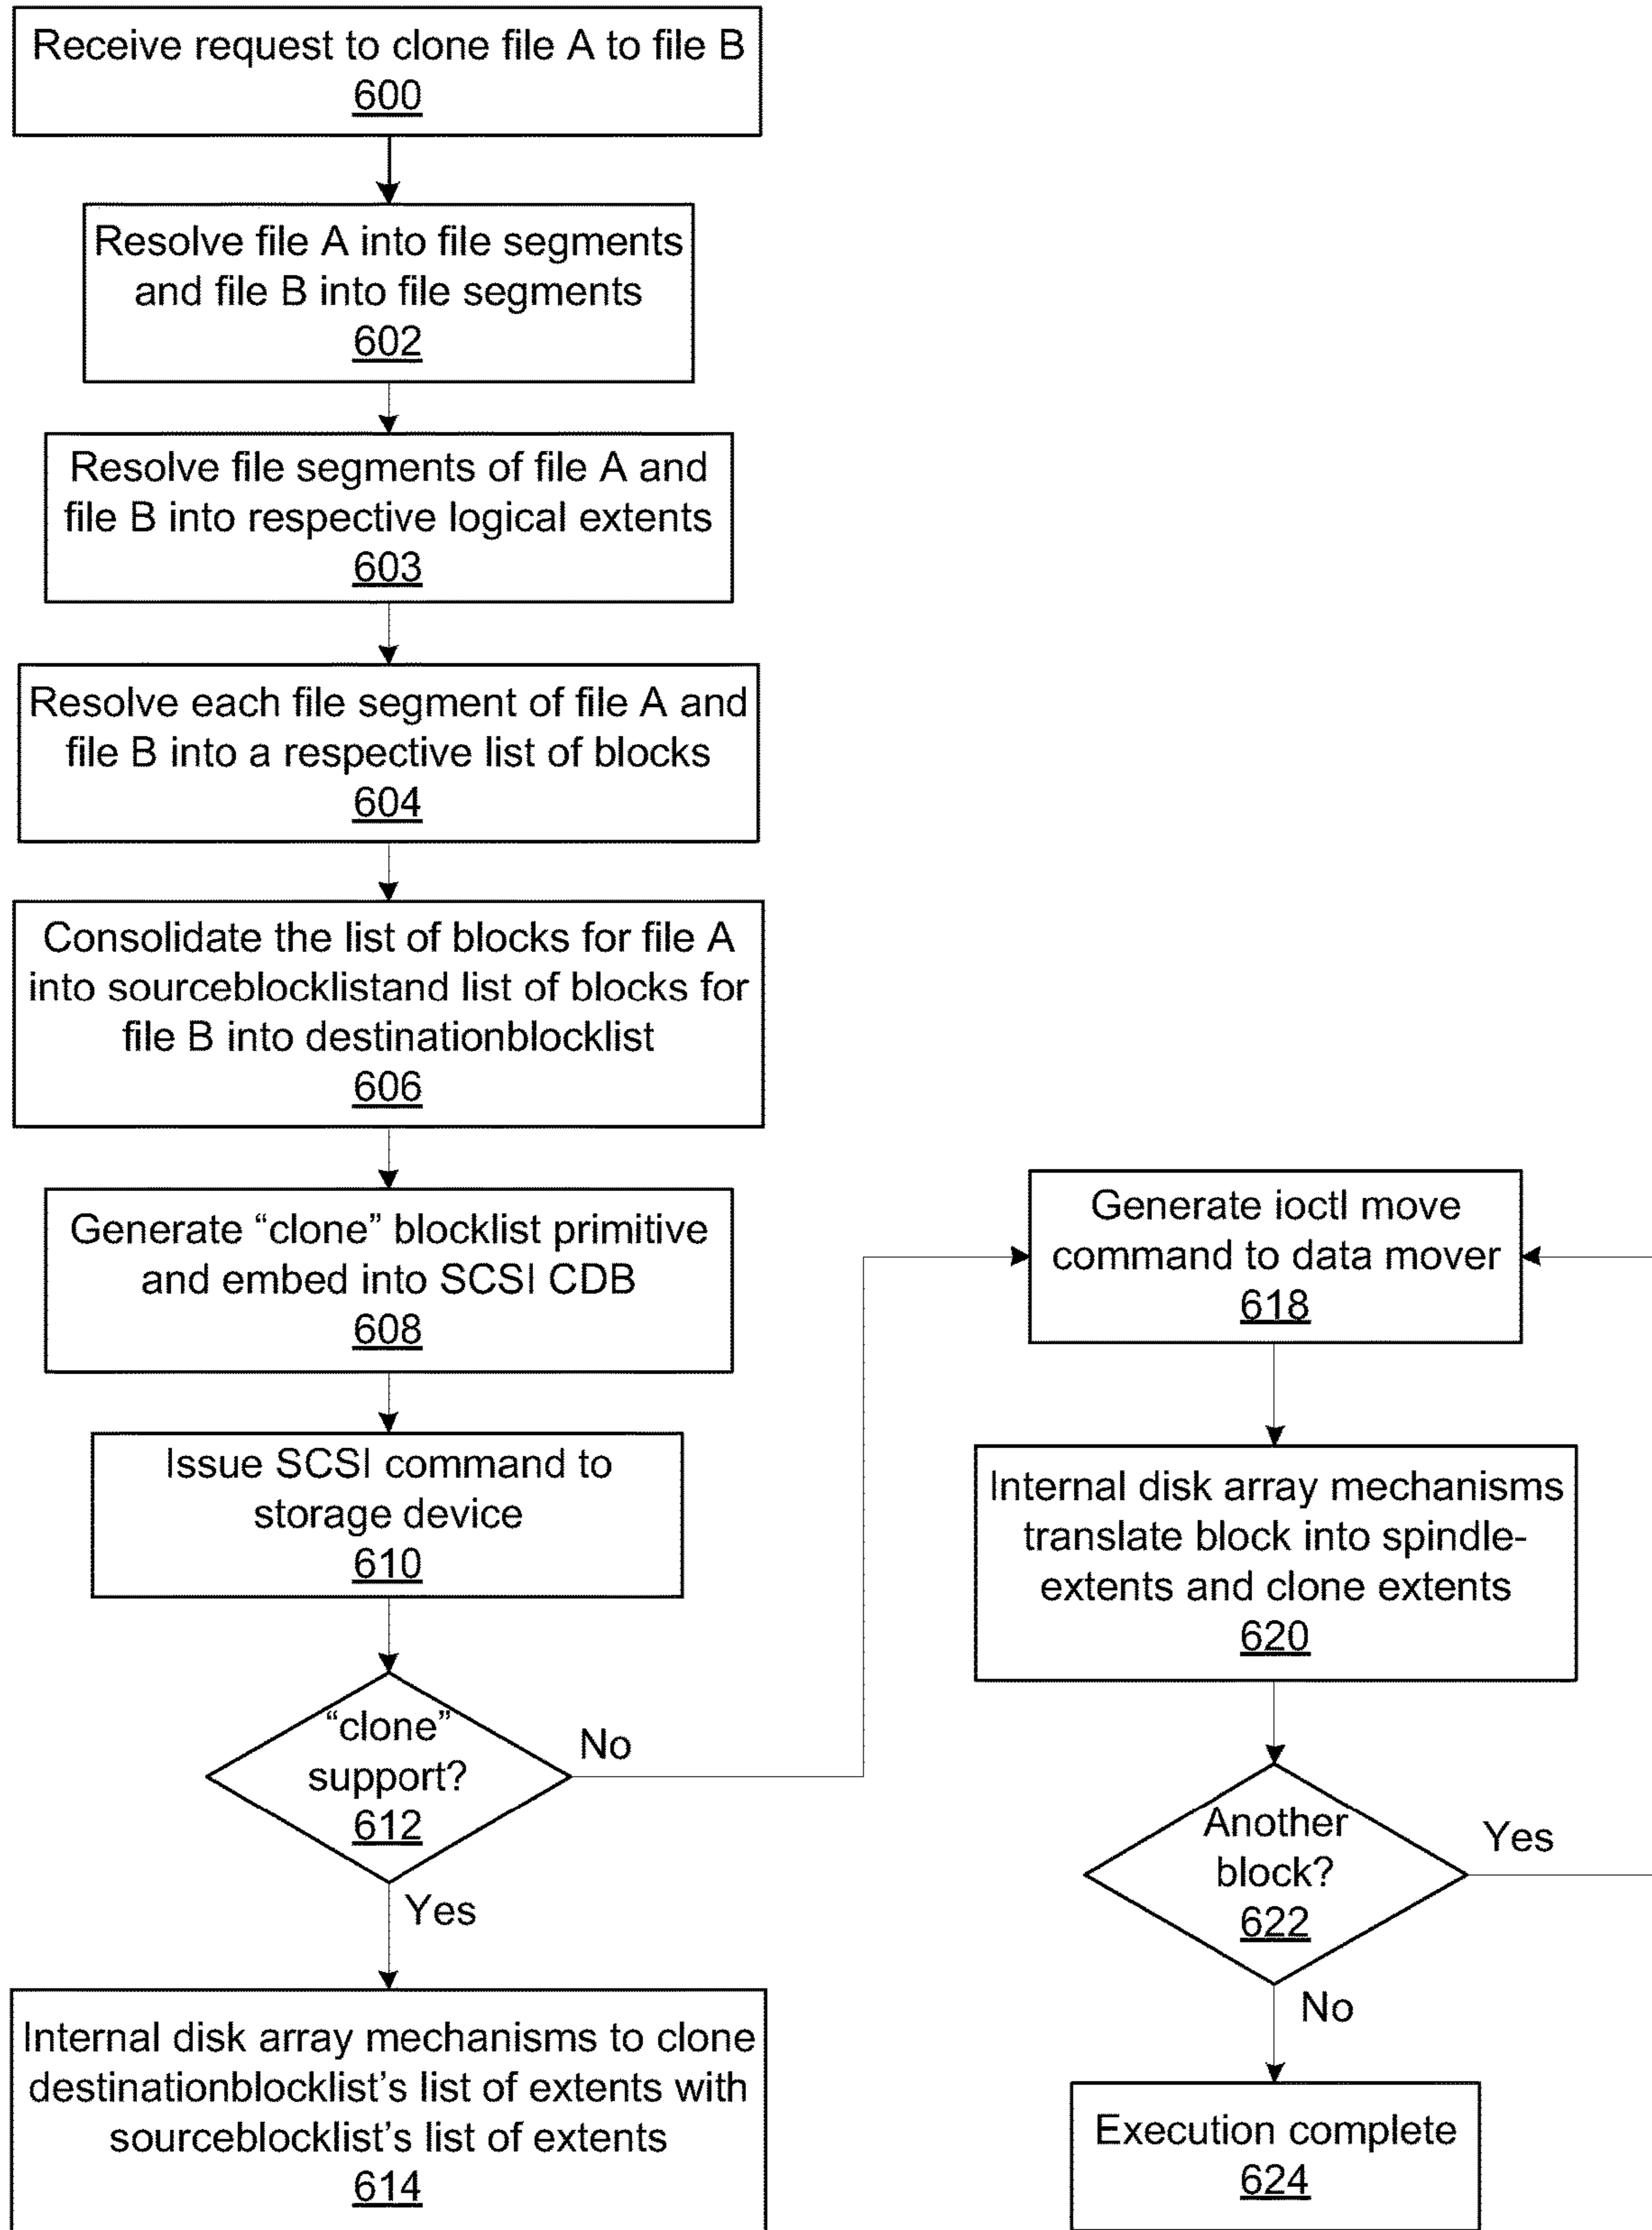 Receive request to clone file A to file B
600
Resolve file A into file segments
and file B into file segments
602
Resolve file segments of file A and
file B into respective logical extents
603
Resolve each file segment of file A and
file B into a respective list of blocks
604
Consolidate the list of blocks for file A
into sourceblocklistand list of blocks for
file B into destinationblocklist
606
Generate “clone” blocklist primitive
and embed into SCSI CDB
608
Issue SCSI command to
storage device
610
“clone”
support?
612
No
Yes
Internal disk array mechanisms to clone
destinationblocklist’s list of extents with
sourceblocklist’s list of extents
614
Generate ioctl move
command to data mover
618
Internal disk array mechanisms
translate block into spindle-
extents and clone extents
620
Another
block?
622
Yes
No
Execution complete
624